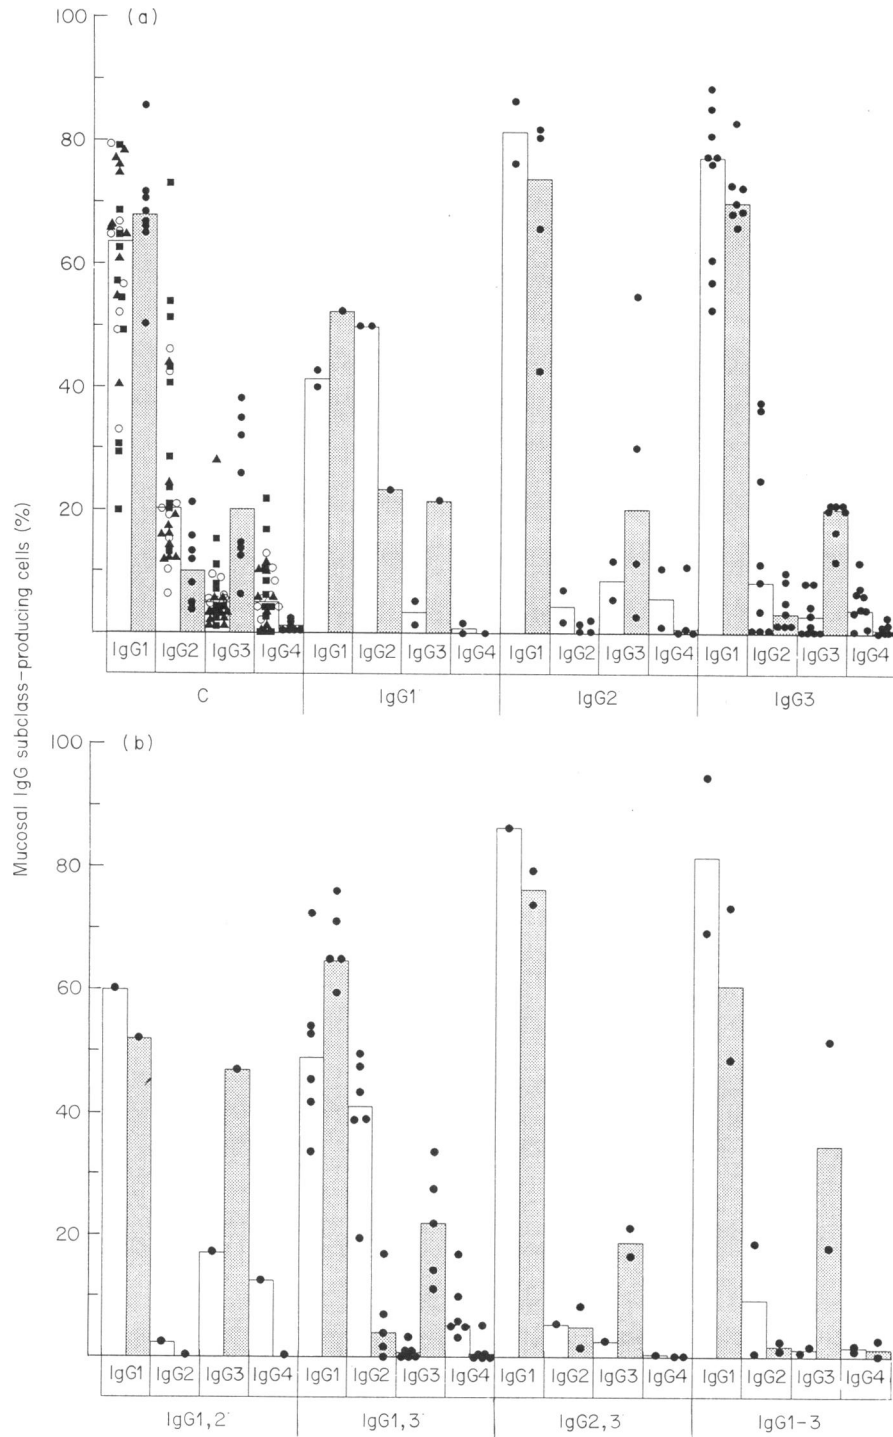 Mucosal IgG subclass-producing cells (%)
(a)
100
80
60
40
20
IgG1 IgG2 IgG3 IgG4 IgG1 IgG2 IgG3 IgG4 IgG1 IgG2 IgG3 IgG4 IgG1 IgG2 IgG3 IgG4
C IgG1 IgG2 IgG3
(b)
100
80
60
40
20
IgG1 IgG2 IgG3 IgG4 IgG1 IgG2 IgG3 IgG4 IgG1 IgG2 IgG3 IgG4 IgG1 IgG2 IgG3 IgG4
IgG1,2 IgG1,3 IgG2,3 IgG1-3